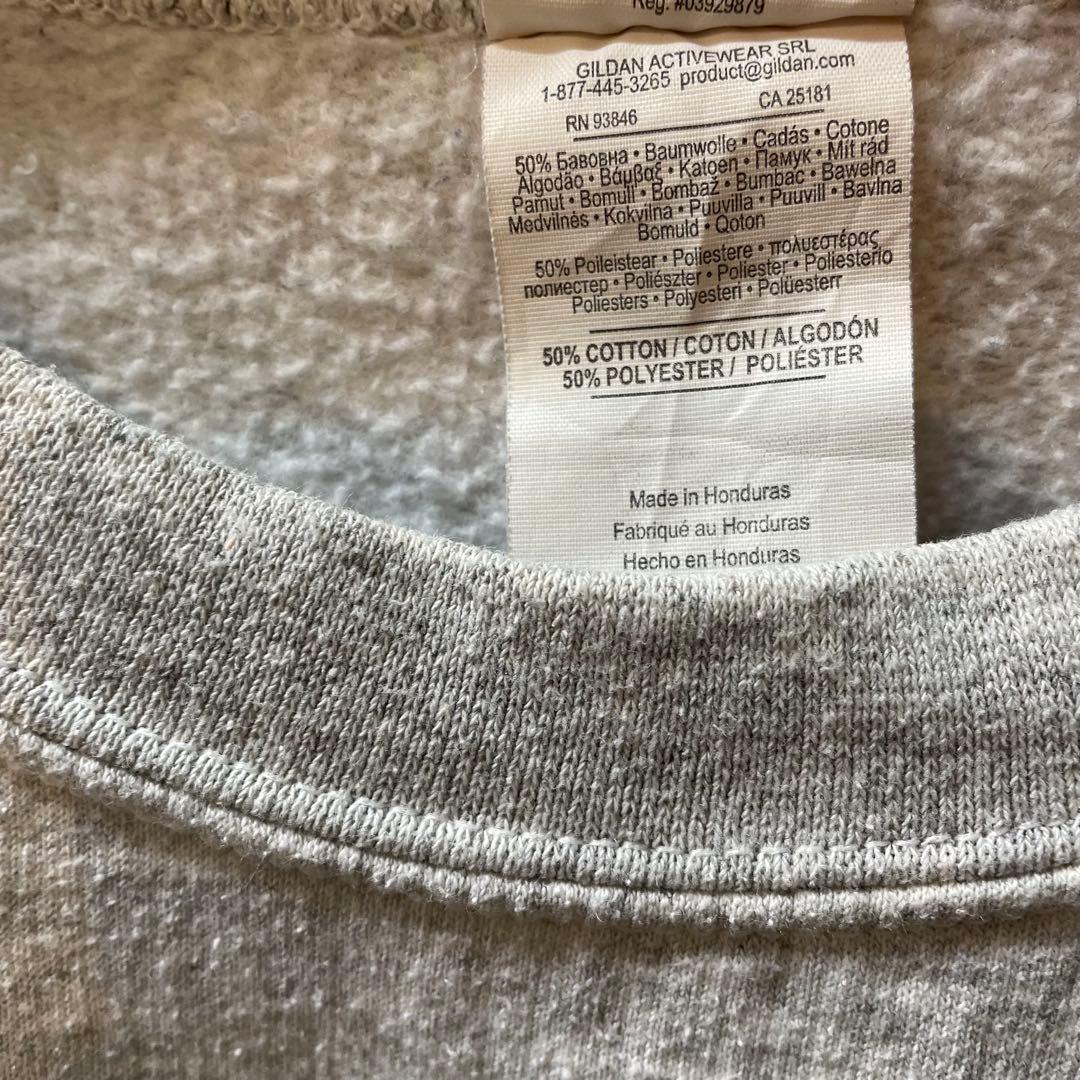 Reg. #03929879
GILDAN ACTIVEWEAR SRL
1-877-445-3265 product@gildan.com
RN 93846 CA 25181
50% Бавовна • Baumwolle • Cadás • Cotone
Algodão • Βάμβαξ • Katoen • Памук • Mit rád
Pamut • Bomull • Bombaž • Bumbac • Bawełna
Medvilnės • Kokvilna • Puuvilla • Puuvill • Bavlna
Bomuld • Qoton
50% Poileistear • Poliestere • πολυεστέρας
полиестер • Poliészter • Poliester • Poliesterio
Poliesters • Polyesteri • Polüesterr
50% COTTON / COTON / ALGODÓN
50% POLYESTER / POLIÉSTER
Made in Honduras
Fabriqué au Honduras
Hecho en Honduras